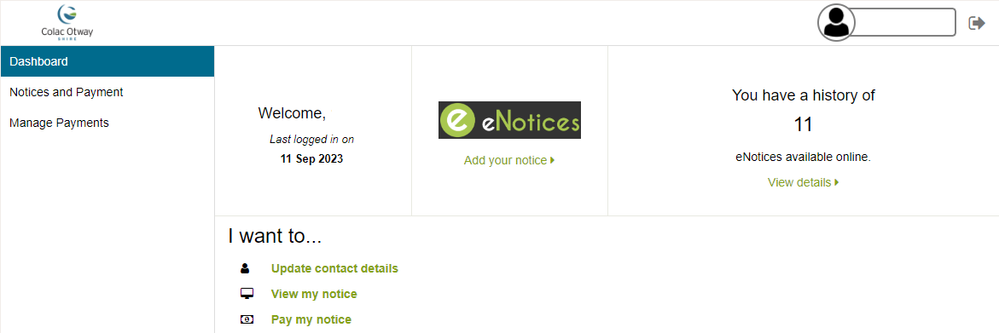 Colac Otway
SHIRE
Dashboard
Notices and Payment
Manage Payments
Welcome,
Last logged in on
11 Sep 2023
e eNotices
Add your notice
You have a history of
11
eNotices available online.
View details
I want to...
Update contact details
View my notice
Pay my notice